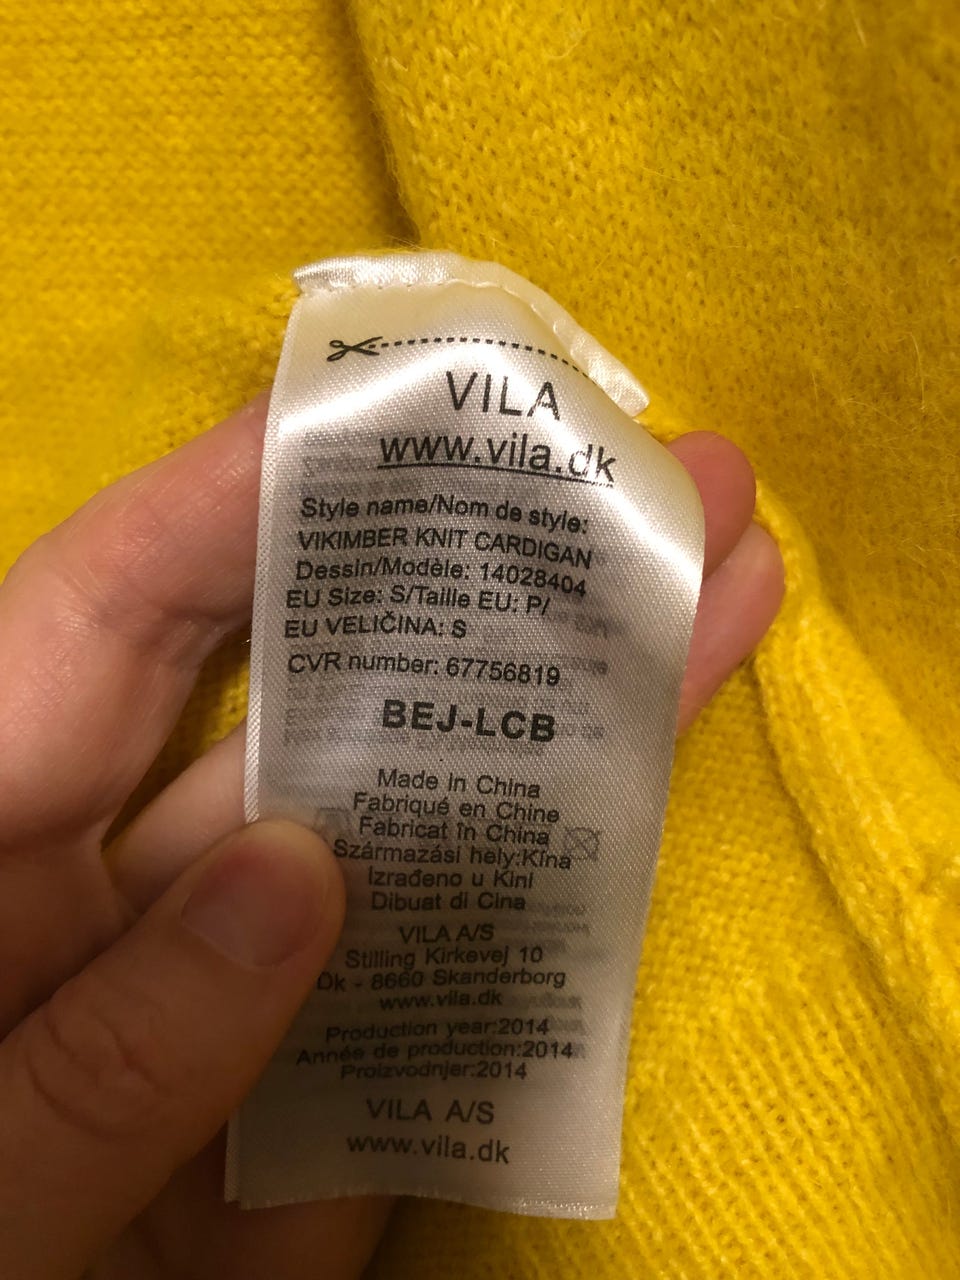 VILA
www.vila.dk
Style name/Nom de style:
VIKIMBER KNIT CARDIGAN
Dessin/Modèle: 14028404
EU Size: S/Taille EU: P/
EU VELIČINA: S
CVR number: 67756819
BEJ-LCB
Made in China
Fabriqué en Chine
Fabricat în China
Származási hely:Kína
Izrađeno u Kini
Dibuat di Cina
VILA A/S
Stilling Kirkevej 10
Dk - 8660 Skanderborg
www.vila.dk
Production year:2014
Année de production:2014
Proizvodnjer:2014
VILA A/S
www.vila.dk